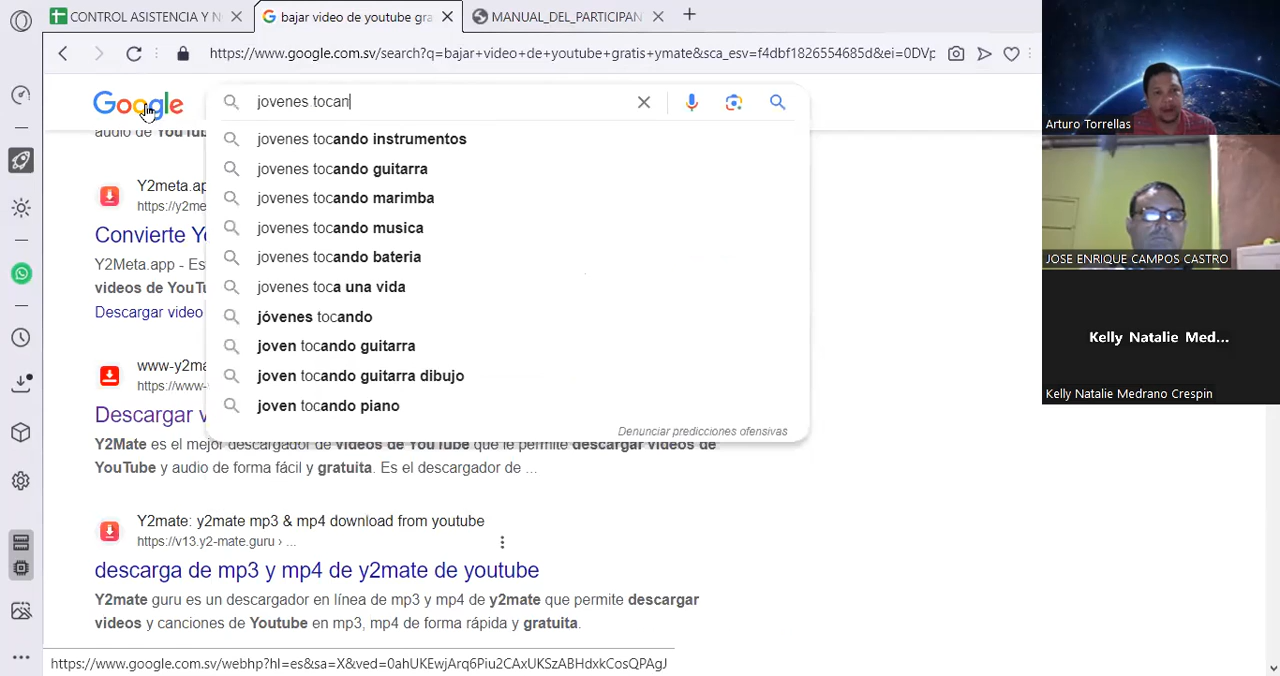 CONTROL ASISTENCIA Y N
bajar video de youtube gra
MANUAL_DEL_PARTICIPAN
https://www.google.com.sv/search?q=bajar+video+de+youtube+gratis+ymate&sca_esv=f4dbf1826554685d&ei=0DVp
Google
jovenes tocan
audio de YouTub
jovenes tocando instrumentos
jovenes tocando guitarra
jovenes tocando marimba
jovenes tocando musica
jovenes tocando bateria
jovenes toca una vida
jóvenes tocando
joven tocando guitarra
joven tocando guitarra dibujo
joven tocando piano
Denunciar predicciones ofensivas
Y2meta.ap
https://y2me
Convierte Yo
Y2Meta.app - Es
videos de YouTu
Descargar video
www-y2ma
https://www-
Descargar v
Y2Mate es el mejor descargador de videos de YouTube que le permite descargar videos de
YouTube y audio de forma fácil y gratuita. Es el descargador de ...
Y2mate: y2mate mp3 & mp4 download from youtube
https://v13.y2-mate.guru › ...
descarga de mp3 y mp4 de y2mate de youtube
Y2mate guru es un descargador en línea de mp3 y mp4 de y2mate que permite descargar
videos y canciones de Youtube en mp3, mp4 de forma rápida y gratuita.
https://www.google.com.sv/webhp?hl=es&sa=X&ved=0ahUKEwjArq6Piu2CAxUKSzABHdxkCosQPAgJ
Arturo Torrellas
JOSE ENRIQUE CAMPOS CASTRO
Kelly Natalie Med...
Kelly Natalie Medrano Crespin